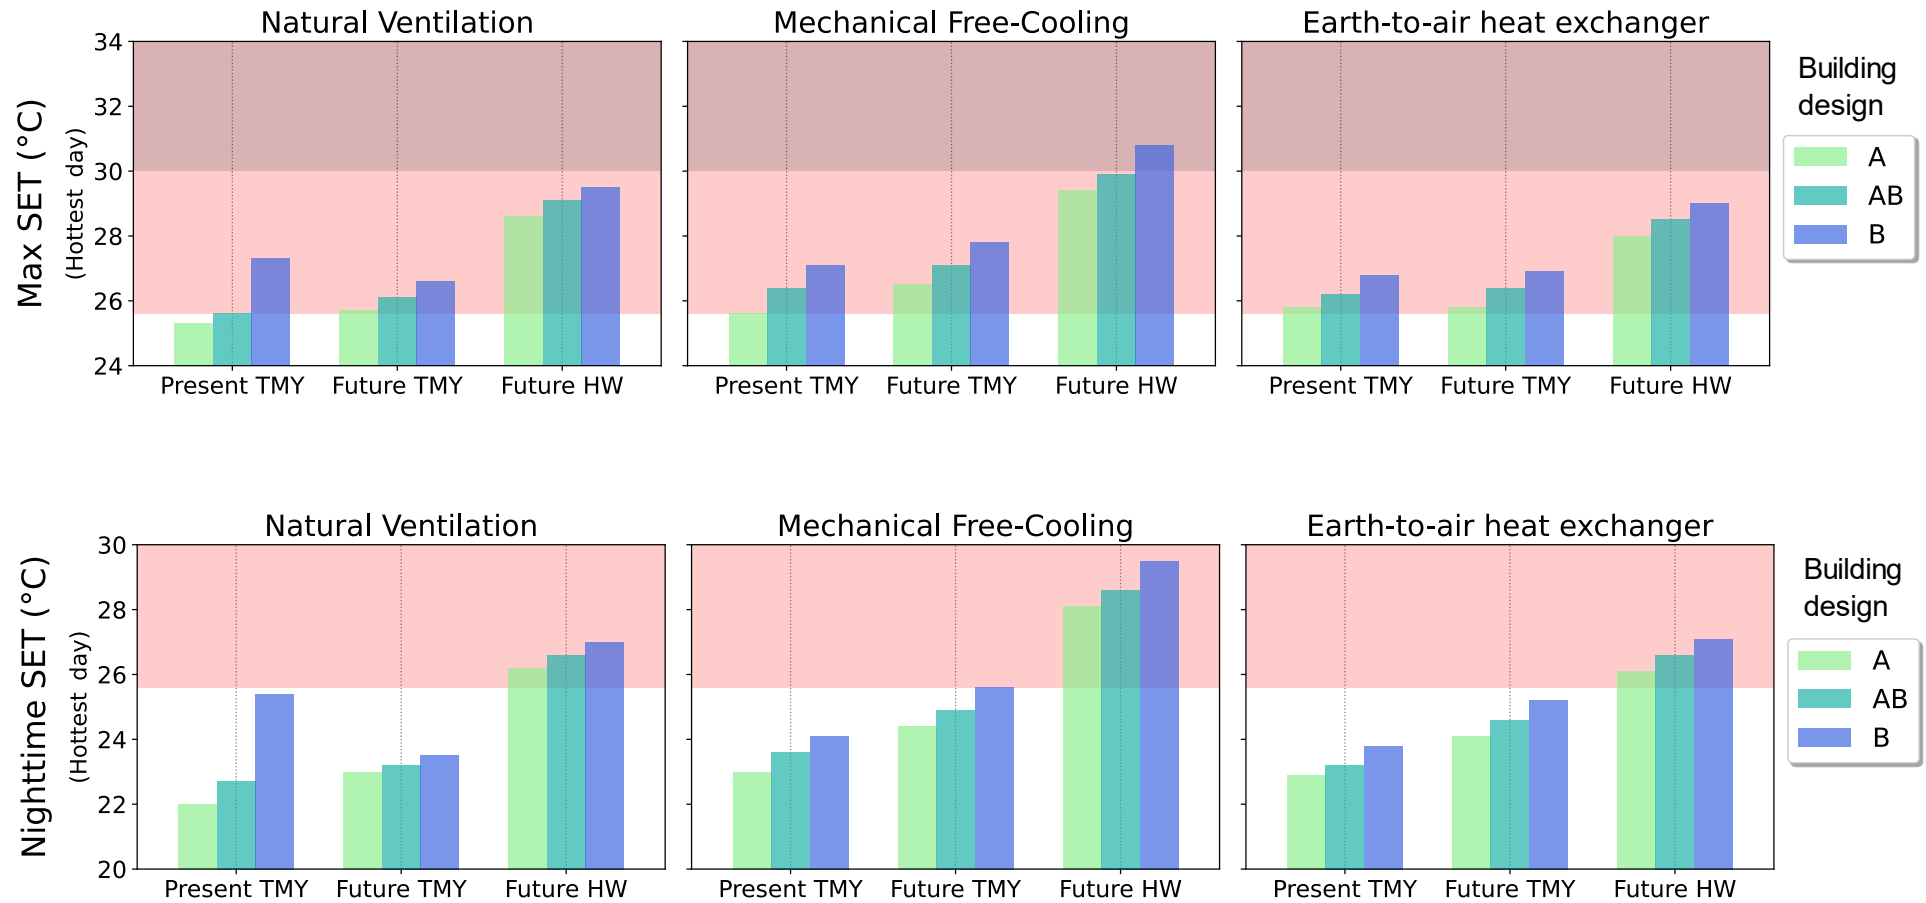 Natural Ventilation
Mechanical Free-Cooling
Earth-to-air heat exchanger
Max SET (°C)
(Hottest day)
34
32
30
28
26
24
Present TMY Future TMY Future HW
Present TMY Future TMY Future HW
Present TMY Future TMY Future HW
Building
design
A
AB
B
Natural Ventilation
Mechanical Free-Cooling
Earth-to-air heat exchanger
Nighttime SET (°C)
(Hottest day)
30
28
26
24
22
20
Present TMY Future TMY Future HW
Present TMY Future TMY Future HW
Present TMY Future TMY Future HW
Building
design
A
AB
B